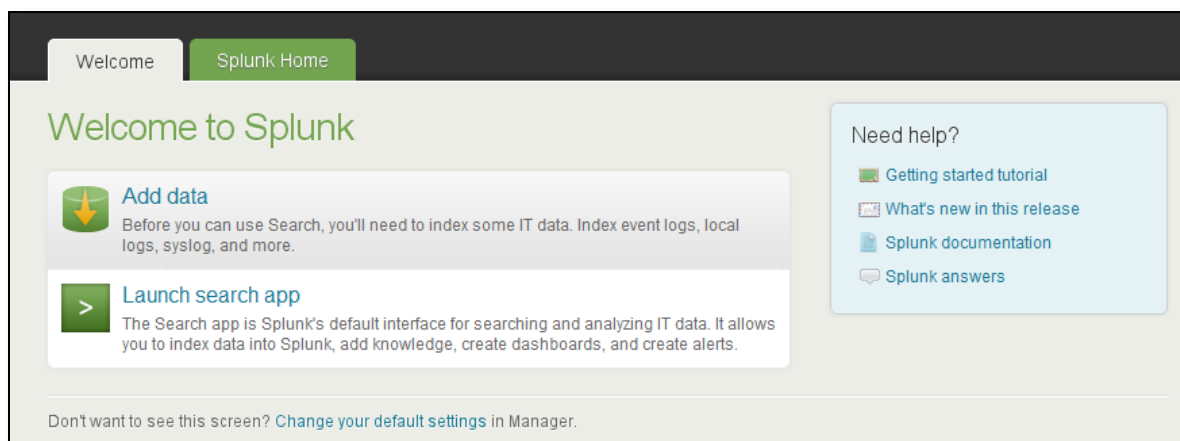 Welcome
Splunk Home
Welcome to Splunk
Add data
Before you can use Search, you'll need to index some IT data. Index event logs, local
logs, syslog, and more.
>
Launch search app
The Search app is Splunk's default interface for searching and analyzing IT data. It allows
you to index data into Splunk, add knowledge, create dashboards, and create alerts.
Need help?
Getting started tutorial
What's new in this release
Splunk documentation
Splunk answers
Don't want to see this screen? Change your default settings in Manager.